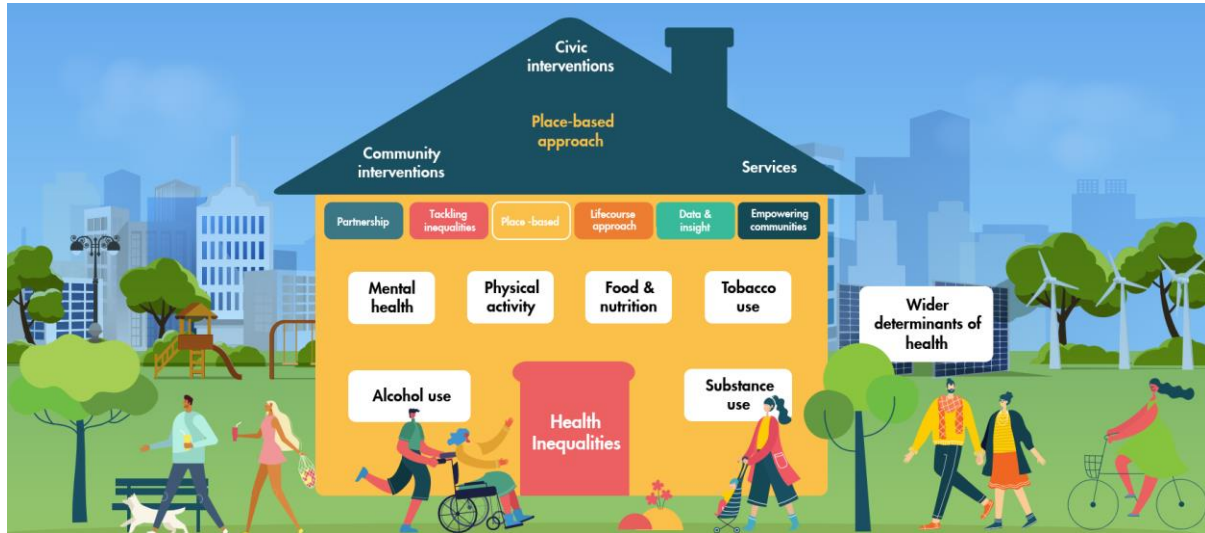 Civic
interventions
Place-based
approach
Community
interventions
Services
Partnership
Tackling
inequalities
Place -based
Lifecourse
approach
Data &
insight
Empowering
communities
Mental
health
Physical
activity
Food &
nutrition
Tobacco
use
Wider
determinants of
health
Alcohol use
Substance
use
Health
Inequalities